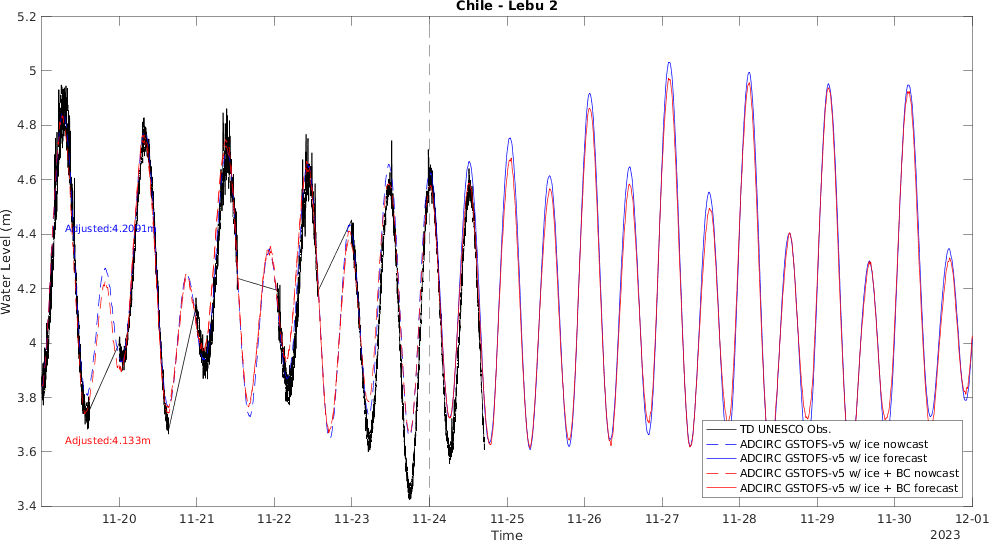 Chile - Lebu 2
5.2
5
4.8
4.6
4.4
4.2
4
3.8
3.6
3.4
Water Level (m)
Adjusted:4.2091m
Adjusted:4.133m
TD UNESCO Obs.
ADCIRC GSTOFS-v5 w/ ice nowcast
ADCIRC GSTOFS-v5 w/ ice forecast
ADCIRC GSTOFS-v5 w/ ice + BC nowcast
ADCIRC GSTOFS-v5 w/ ice + BC forecast
11-20 11-21 11-22 11-23 11-24 11-25 11-26 11-27 11-28 11-29 11-30 12-01
Time
2023